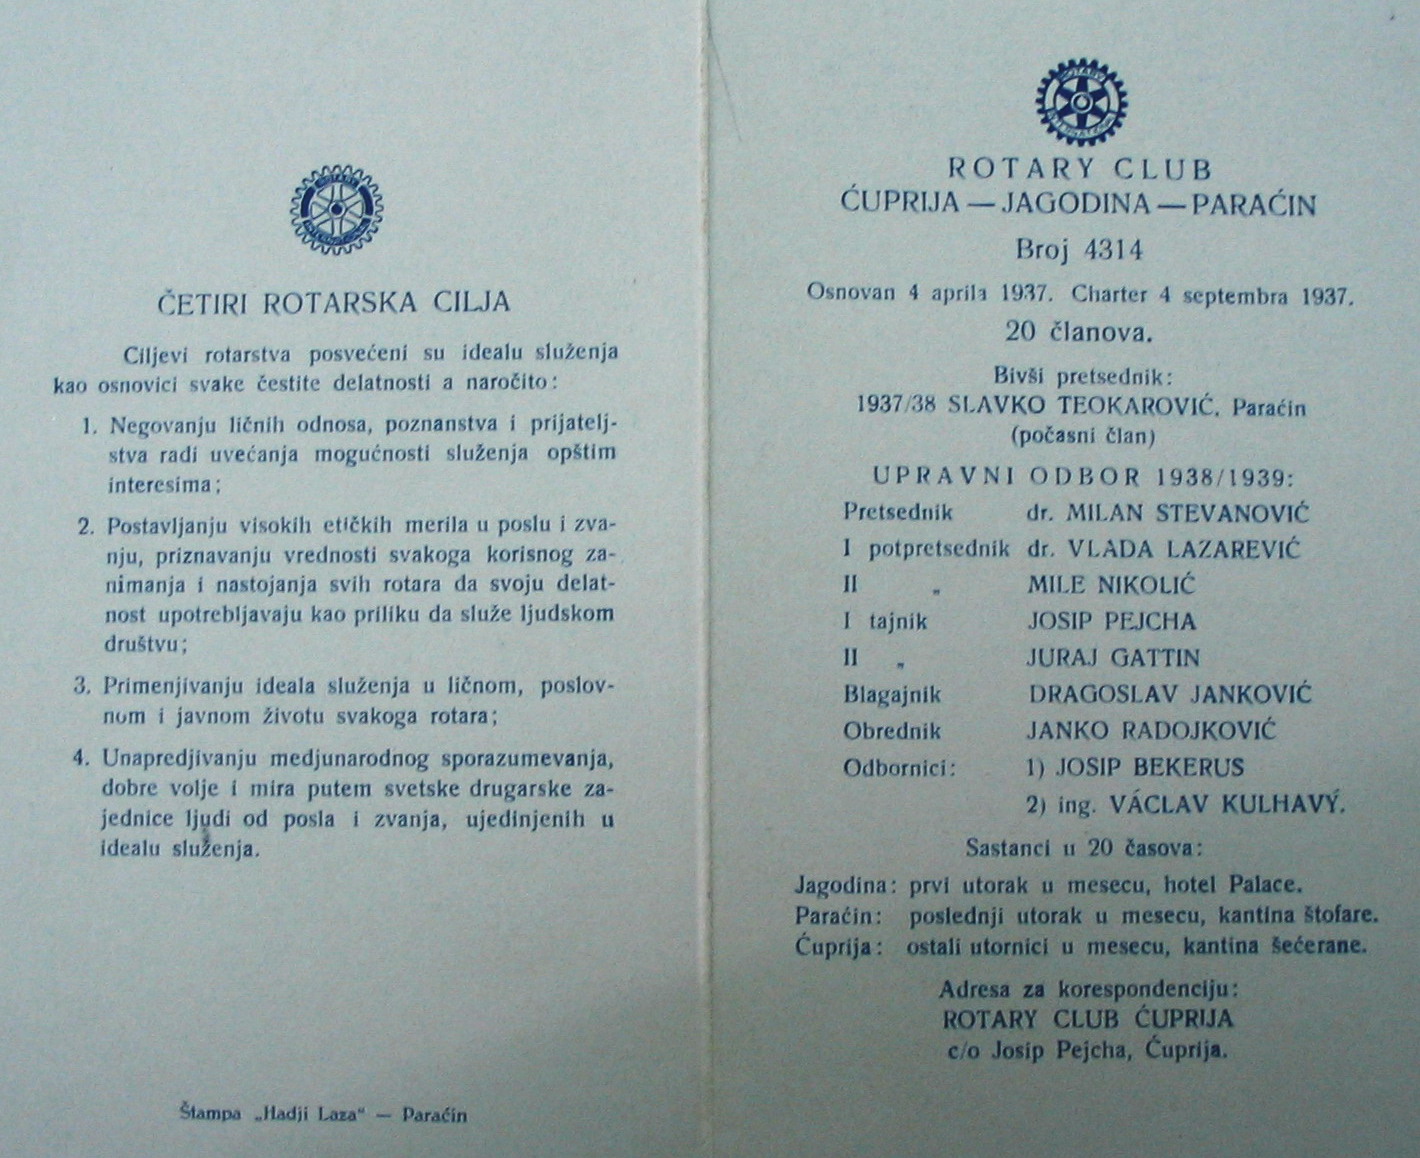 ROTARY
INTERNATIONAL
ČETIRI ROTARSKA CILJA
Ciljevi rotarstva posvećeni su idealu služenja
kao osnovici svake čestite delatnosti a naročito:
1. Negovanju ličnih odnosa, poznanstva i prijatelj-
stva radi uvećanja mogućnosti služenja opštim
interesima;
2. Postavljanju visokih etičkih merila u poslu i zva-
nju, priznavanju vrednosti svakoga korisnog za-
nimanja i nastojanja svih rotara da svoju delat-
nost upotrebljavaju kao priliku da služe ljudskom
društvu;
3. Primenjivanju ideala služenja u ličnom, poslov-
nom i javnom životu svakoga rotara;
4. Unapredjivanju medjunarodnog sporazumevanja,
dobre volje i mira putem svetske drugarske za-
jednice ljudi od posla i zvanja, ujedinjenih u
idealu služenja.
Štampa „Hadji Laza“ — Paraćin
ROTARY
INTERNATIONAL
ROTARY CLUB
ĆUPRIJA — JAGODINA — PARAĆIN
Broj 4314
Osnovan 4 aprila 1937. Charter 4 septembra 1937.
20 članova.
Bivši pretsednik:
1937/38 SLAVKO TEOKAROVIĆ, Paraćin
(počasni član)
UPRAVNI ODBOR 1938/1939:
Pretsednik dr. MILAN STEVANOVIĆ
I potpretsednik dr. VLADA LAZAREVIĆ
II „ MILE NIKOLIĆ
I tajnik JOSIP PEJCHA
II „ JURAJ GATTIN
Blagajnik DRAGOSLAV JANKOVIĆ
Obrednik JANKO RADOJKOVIĆ
Odbornici: 1) JOSIP BEKERUS
2) ing. VÁCLAV KULHAVÝ.
Sastanci u 20 časova:
Jagodina: prvi utorak u mesecu, hotel Palace.
Paraćin: poslednji utorak u mesecu, kantina štofare.
Ćuprija: ostali utornici u mesecu, kantina šećerane.
Adresa za korespondenciju:
ROTARY CLUB ĆUPRIJA
c/o Josip Pejcha, Ćuprija.